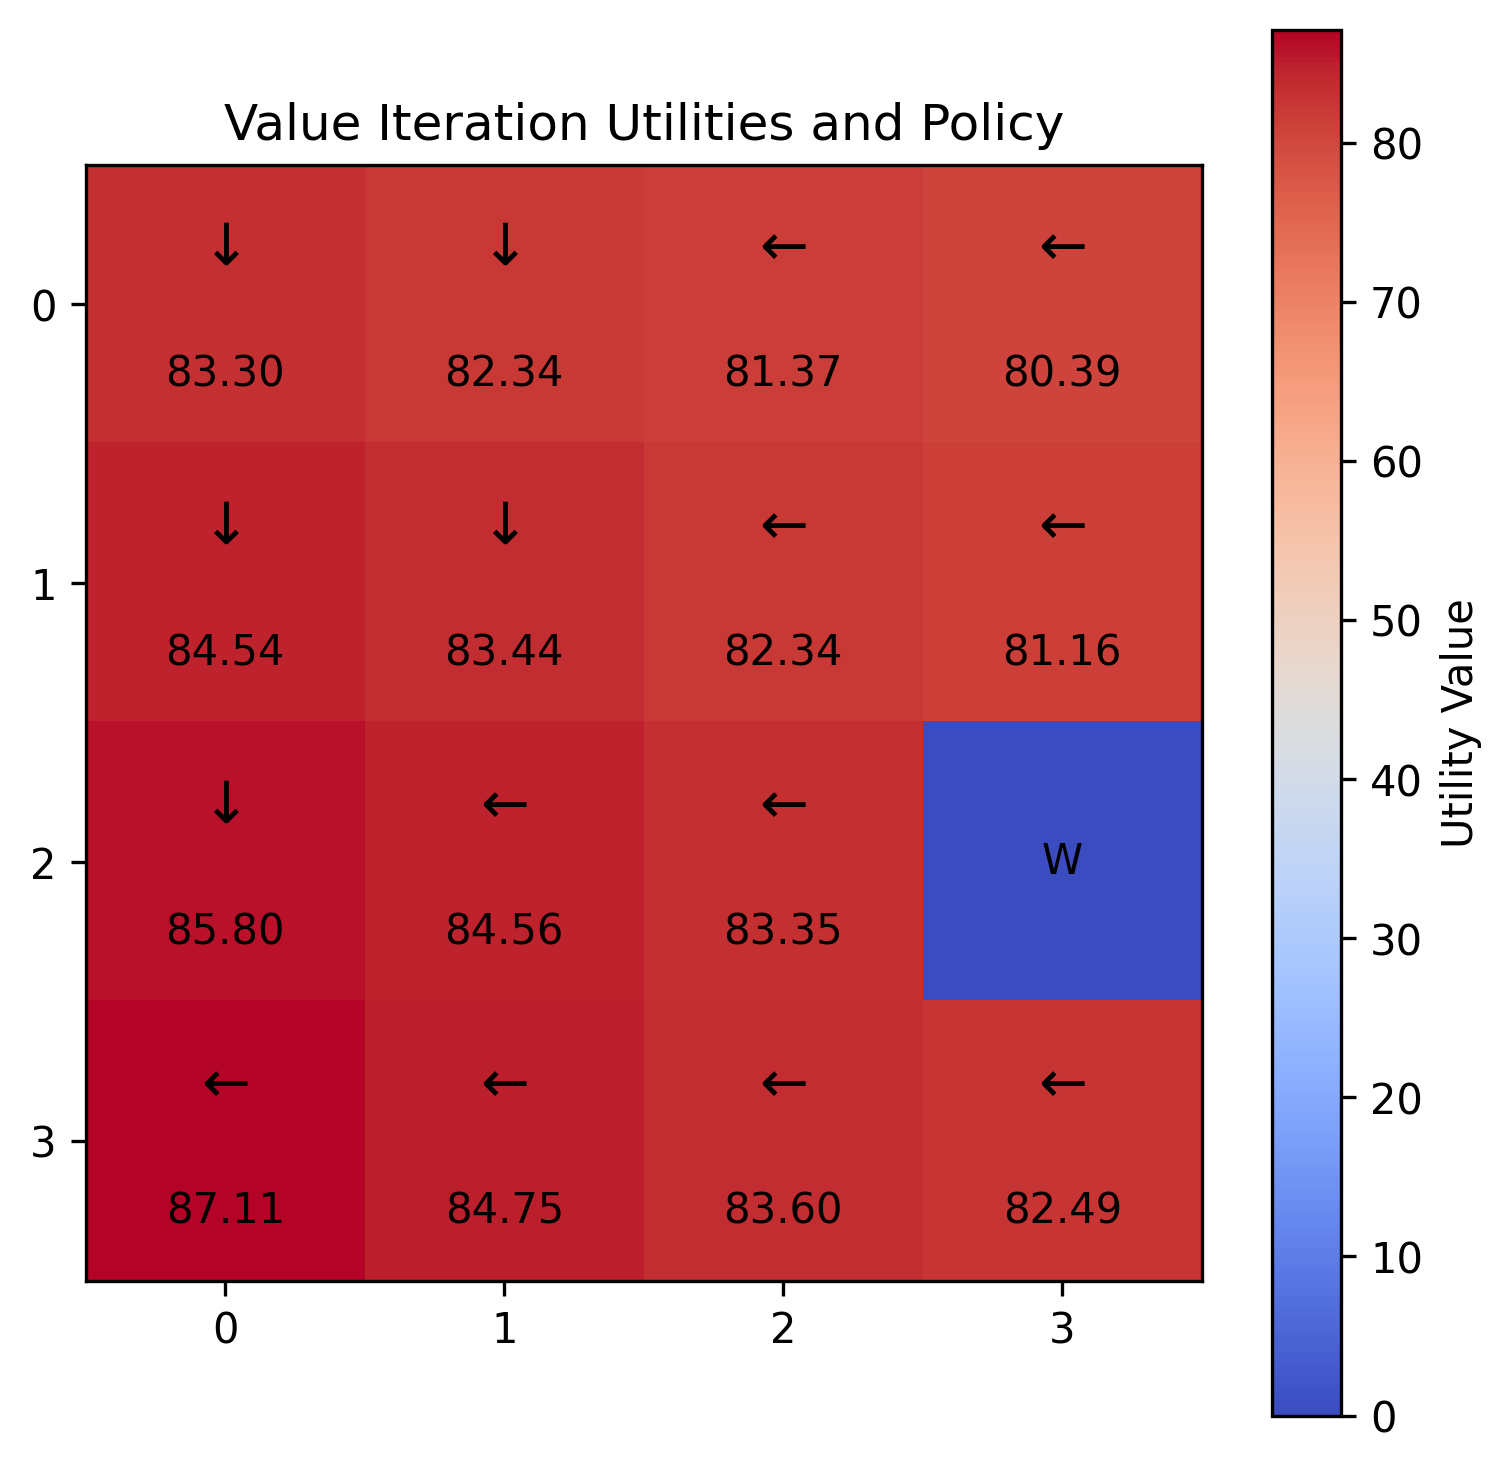 Value Iteration Utilities and Policy
0
↓ ↓ ← ←
83.30 82.34 81.37 80.39
1
↓ ↓ ← ←
84.54 83.44 82.34 81.16
2
↓ ← ← W
85.80 84.56 83.35
3
← ← ← ←
87.11 84.75 83.60 82.49
0 1 2 3
80
70
60
50
40
30
20
10
0
Utility Value